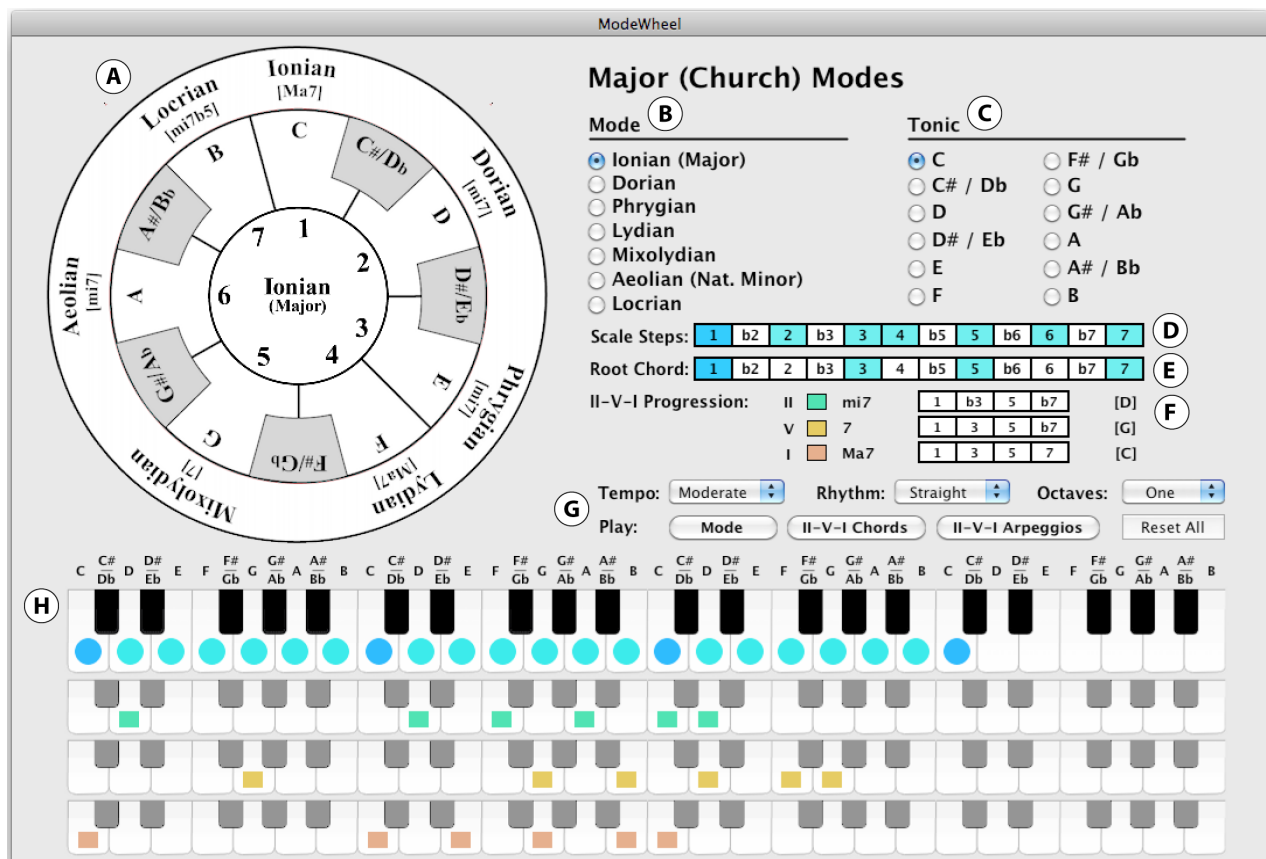 ModeWheel
A
Ionian
[Ma7]
Dorian
[mi7]
Phrygian
[mi7]
Lydian
[Ma7]
Mixolydian
[7]
Aeolian
[mi7]
Locrian
[mi7b5]
C
C#/Db
D
D#/Eb
E
F
F#/Gb
G
G#/Ab
A
A#/Bb
B
1
2
3
4
5
6
7
Ionian
(Major)
Major (Church) Modes
Mode B
Ionian (Major)
Dorian
Phrygian
Lydian
Mixolydian
Aeolian (Nat. Minor)
Locrian
Tonic C
C F# / Gb
C# / Db G
D G# / Ab
D# / Eb A
E A# / Bb
F B
Scale Steps: 1 b2 2 b3 3 4 b5 5 b6 6 b7 7 D
Root Chord: 1 b2 2 b3 3 4 b5 5 b6 6 b7 7 E
II-V-I Progression: II mi7 1 b3 5 b7 [D] F
V 7 1 3 5 b7 [G]
I Ma7 1 3 5 7 [C]
G
Tempo: Moderate Rhythm: Straight Octaves: One
Play: Mode II-V-I Chords II-V-I Arpeggios Reset All
C C# Db D D# Eb E F F# Gb G G# Ab A A# Bb B C C# Db D D# Eb E F F# Gb G G# Ab A A# Bb B C C# Db D D# Eb E F F# Gb G G# Ab A A# Bb B C C# Db D D# Eb E F F# Gb G G# Ab A A# Bb B
H